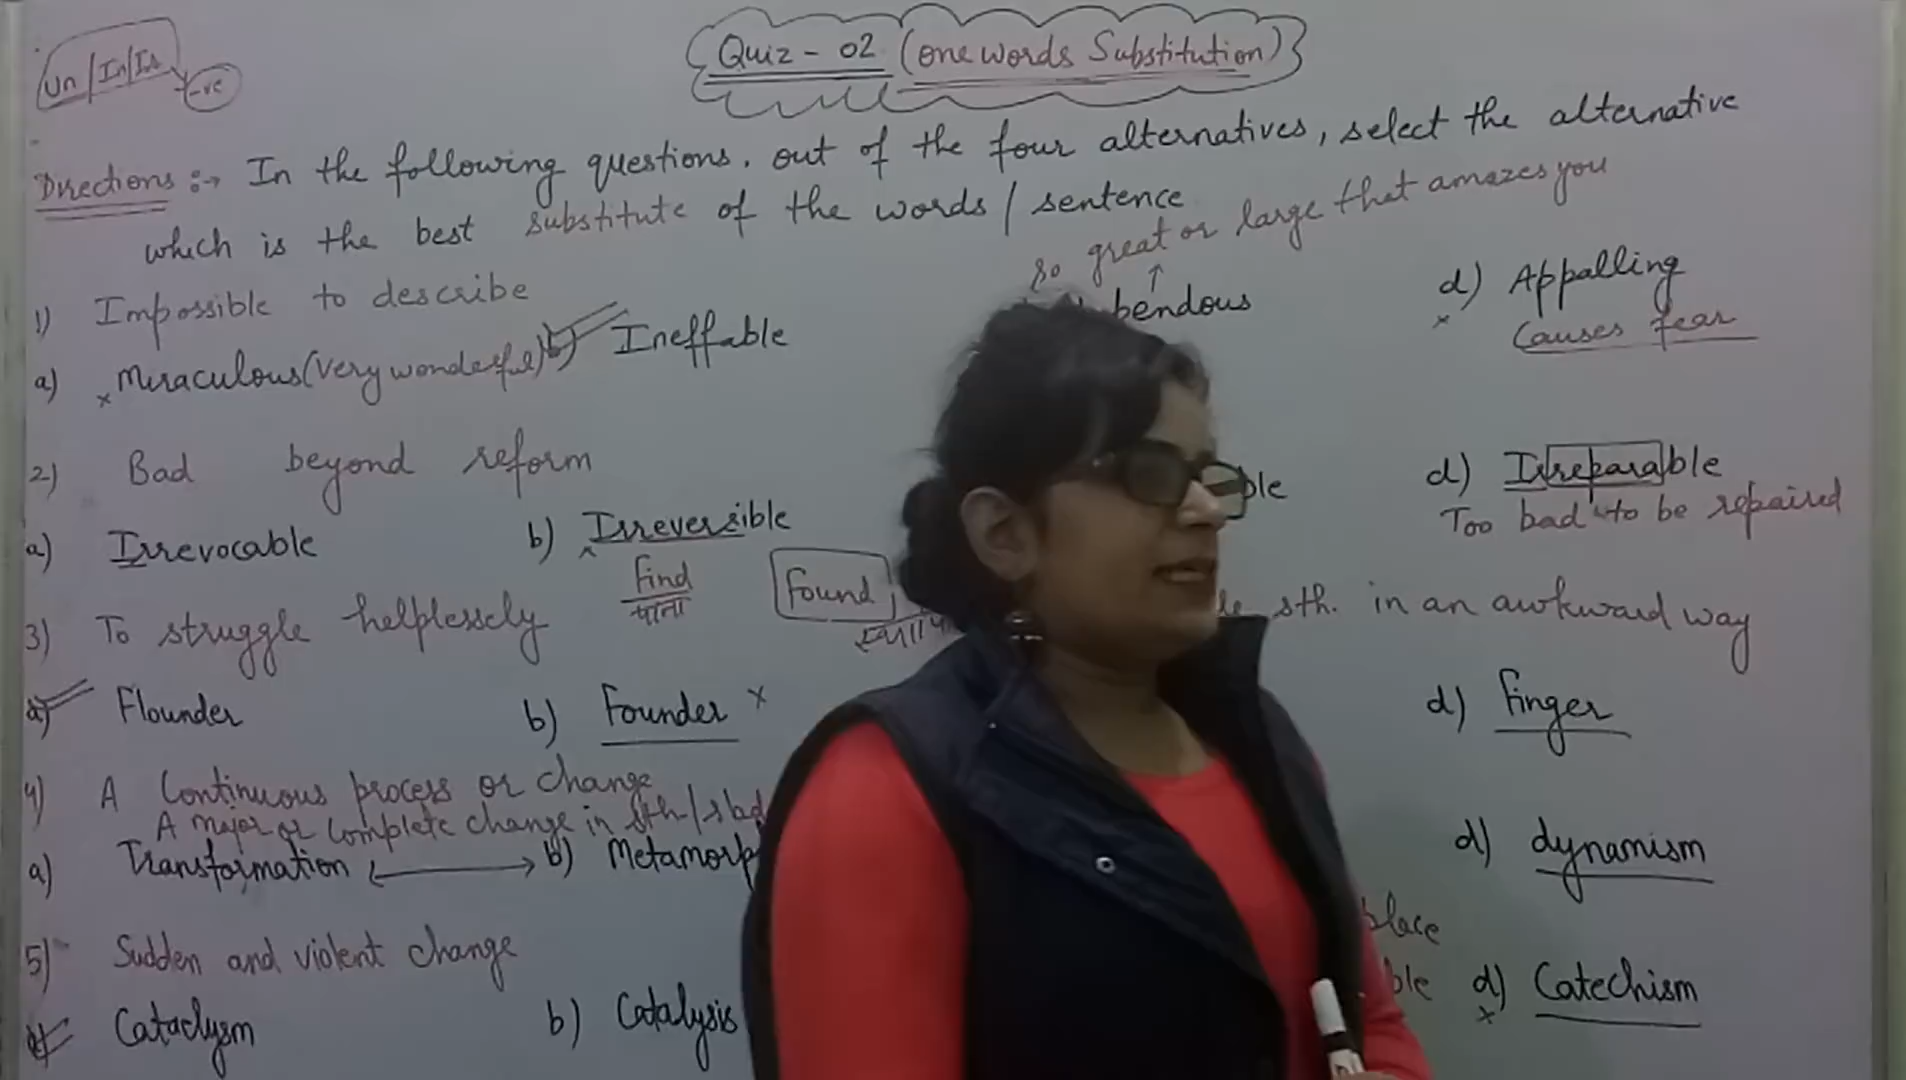 Un/In/Irr
-ve
Quiz - 02 (one words Substitution)
Directions :→ In the following questions. out of the four alternatives, select the alternative
which is the best substitute of the words / sentence
so great or large that amazes you
1) Impossible to describe
a) Miraculous (Very wonderful) b) Ineffable bendous d) Appalling
Causes fear
2) Bad beyond reform
a) Irrevocable b) Irreversible ble d) Irreparable
Too bad to be repaired
Find पाना Found
3) To struggle helplessely sth. in an awkward way
a) Flounder b) Founder x d) Finger
4) A Continuous process or change
A major or complete change in sth/sbd
a) Transformation b) Metamorp d) dynamism
5) Sudden and violent change place
a) Cataclysm b) Catalysis ble d) Catechism